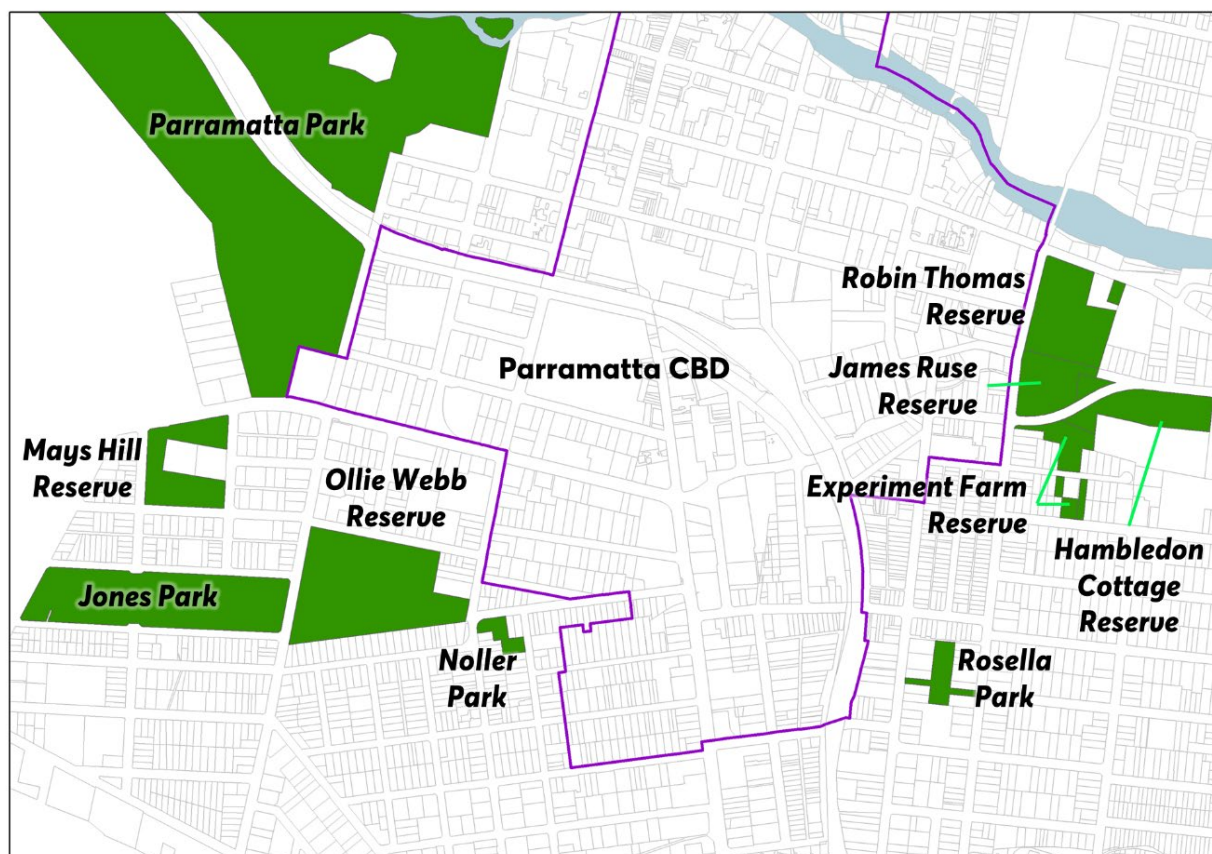 Parramatta Park
Robin Thomas
Reserve
Parramatta CBD
James Ruse
Reserve
Mays Hill
Reserve
Ollie Webb
Reserve
Experiment Farm
Reserve
Hambledon
Cottage
Reserve
Jones Park
Noller
Park
Rosella
Park